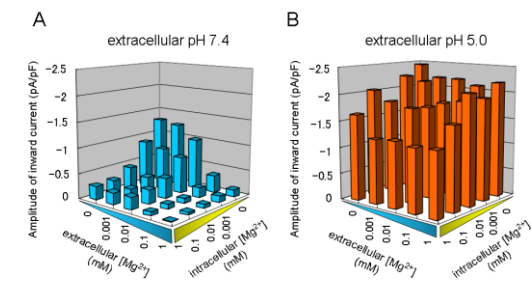 A
extracellular pH 7.4
Amplitude of inward current (pA/pF)
−2.5
−2
−1.5
−1
−0.5
0
0
0.001
0.01
0.1
1
extracellular [Mg²⁺]
(mM)
1
0.1
0.01
0.001
0
intracellular [Mg²⁺]
(mM)
B
extracellular pH 5.0
Amplitude of inward current (pA/pF)
−2.5
−2
−1.5
−1
−0.5
0
0
0.001
0.01
0.1
1
extracellular [Mg²⁺]
(mM)
1
0.1
0.01
0.001
0
intracellular [Mg²⁺]
(mM)